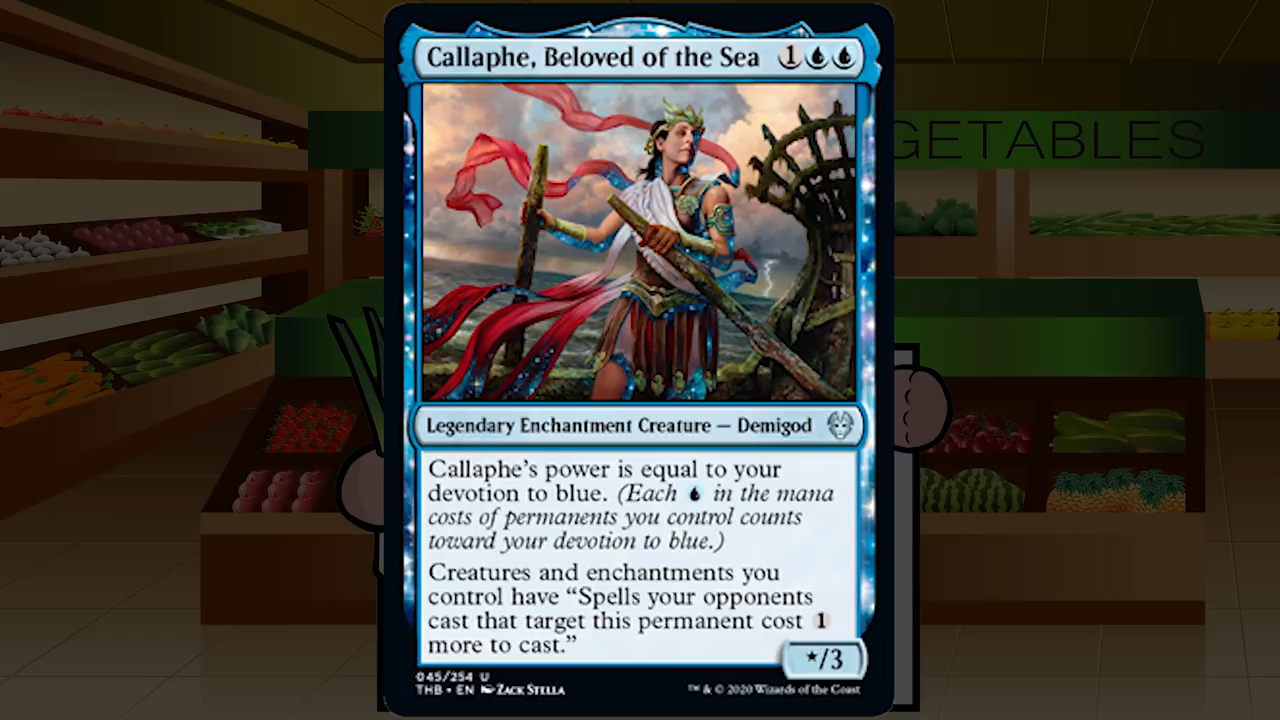 Callaphe, Beloved of the Sea 1
GETABLES
Legendary Enchantment Creature — Demigod
Callaphe's power is equal to your
devotion to blue. (Each in the mana
costs of permanents you control counts
toward your devotion to blue.)
Creatures and enchantments you
control have “Spells your opponents
cast that target this permanent cost 1
more to cast.”
*/3
045/254 U
THB • EN Zack Stella
™ & © 2020 Wizards of the Coast